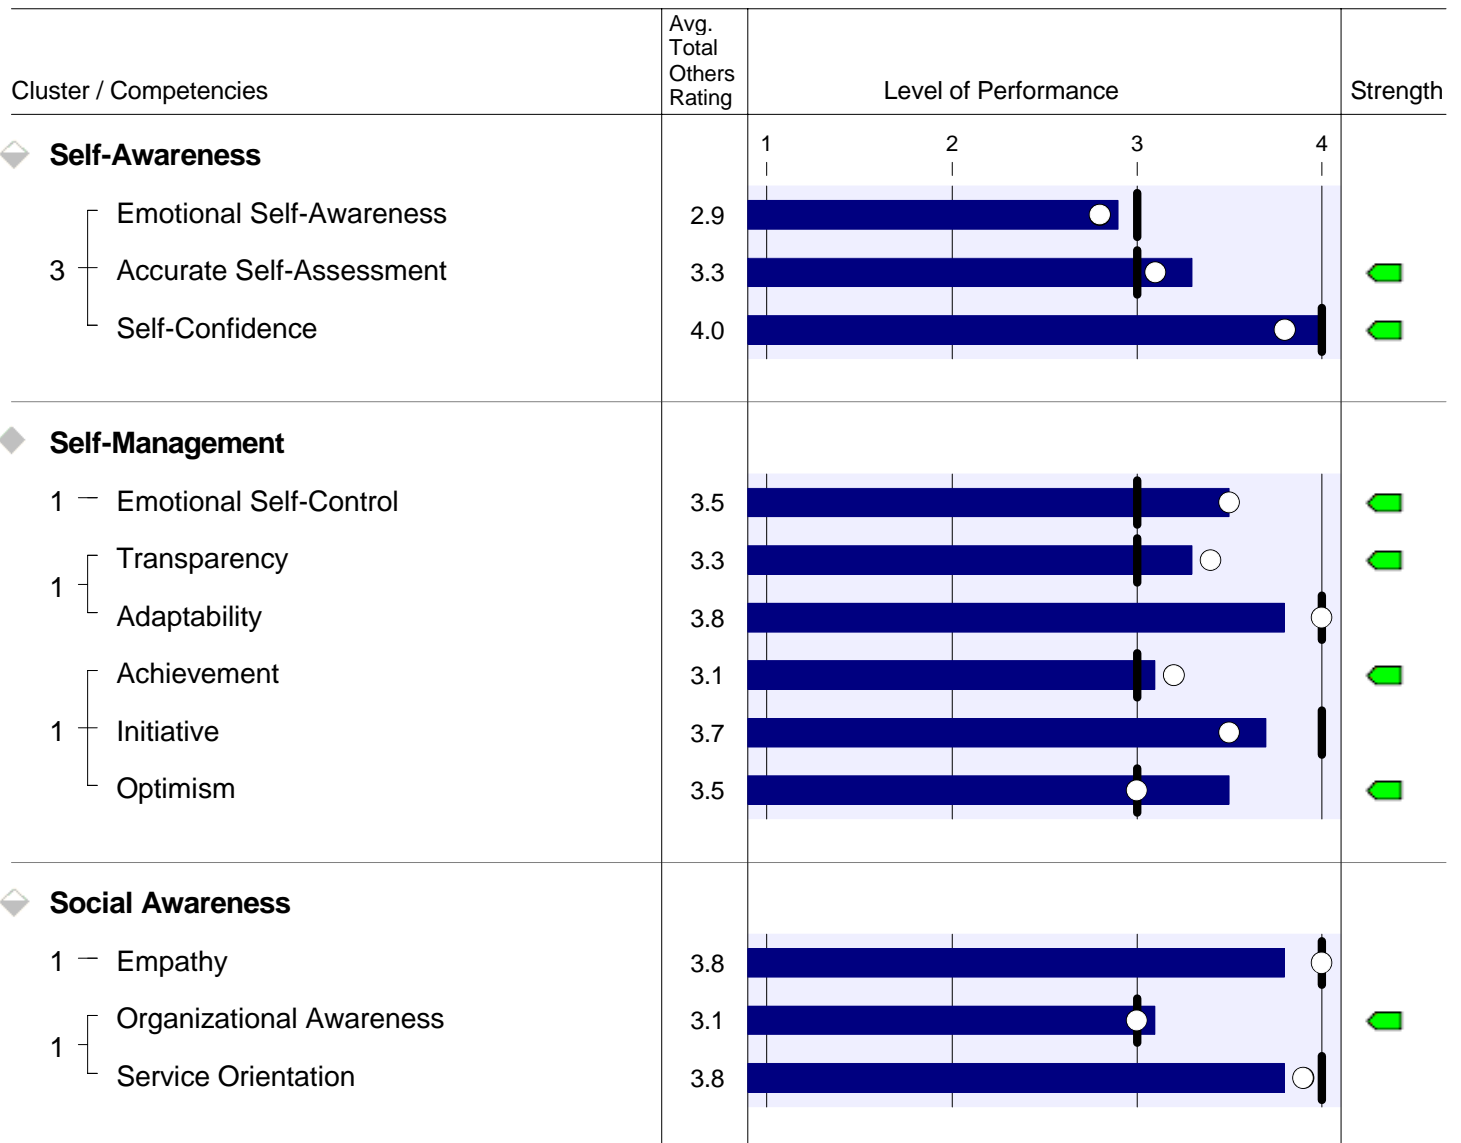 Avg.
Total
Others
Rating
Cluster / Competencies
Level of Performance
Strength
1 2 3 4
Self-Awareness
Emotional Self-Awareness 2.9
3 Accurate Self-Assessment 3.3
Self-Confidence 4.0
Self-Management
1 Emotional Self-Control 3.5
Transparency 3.3
1
Adaptability 3.8
Achievement 3.1
1 Initiative 3.7
Optimism 3.5
Social Awareness
1 Empathy 3.8
Organizational Awareness 3.1
1
Service Orientation 3.8